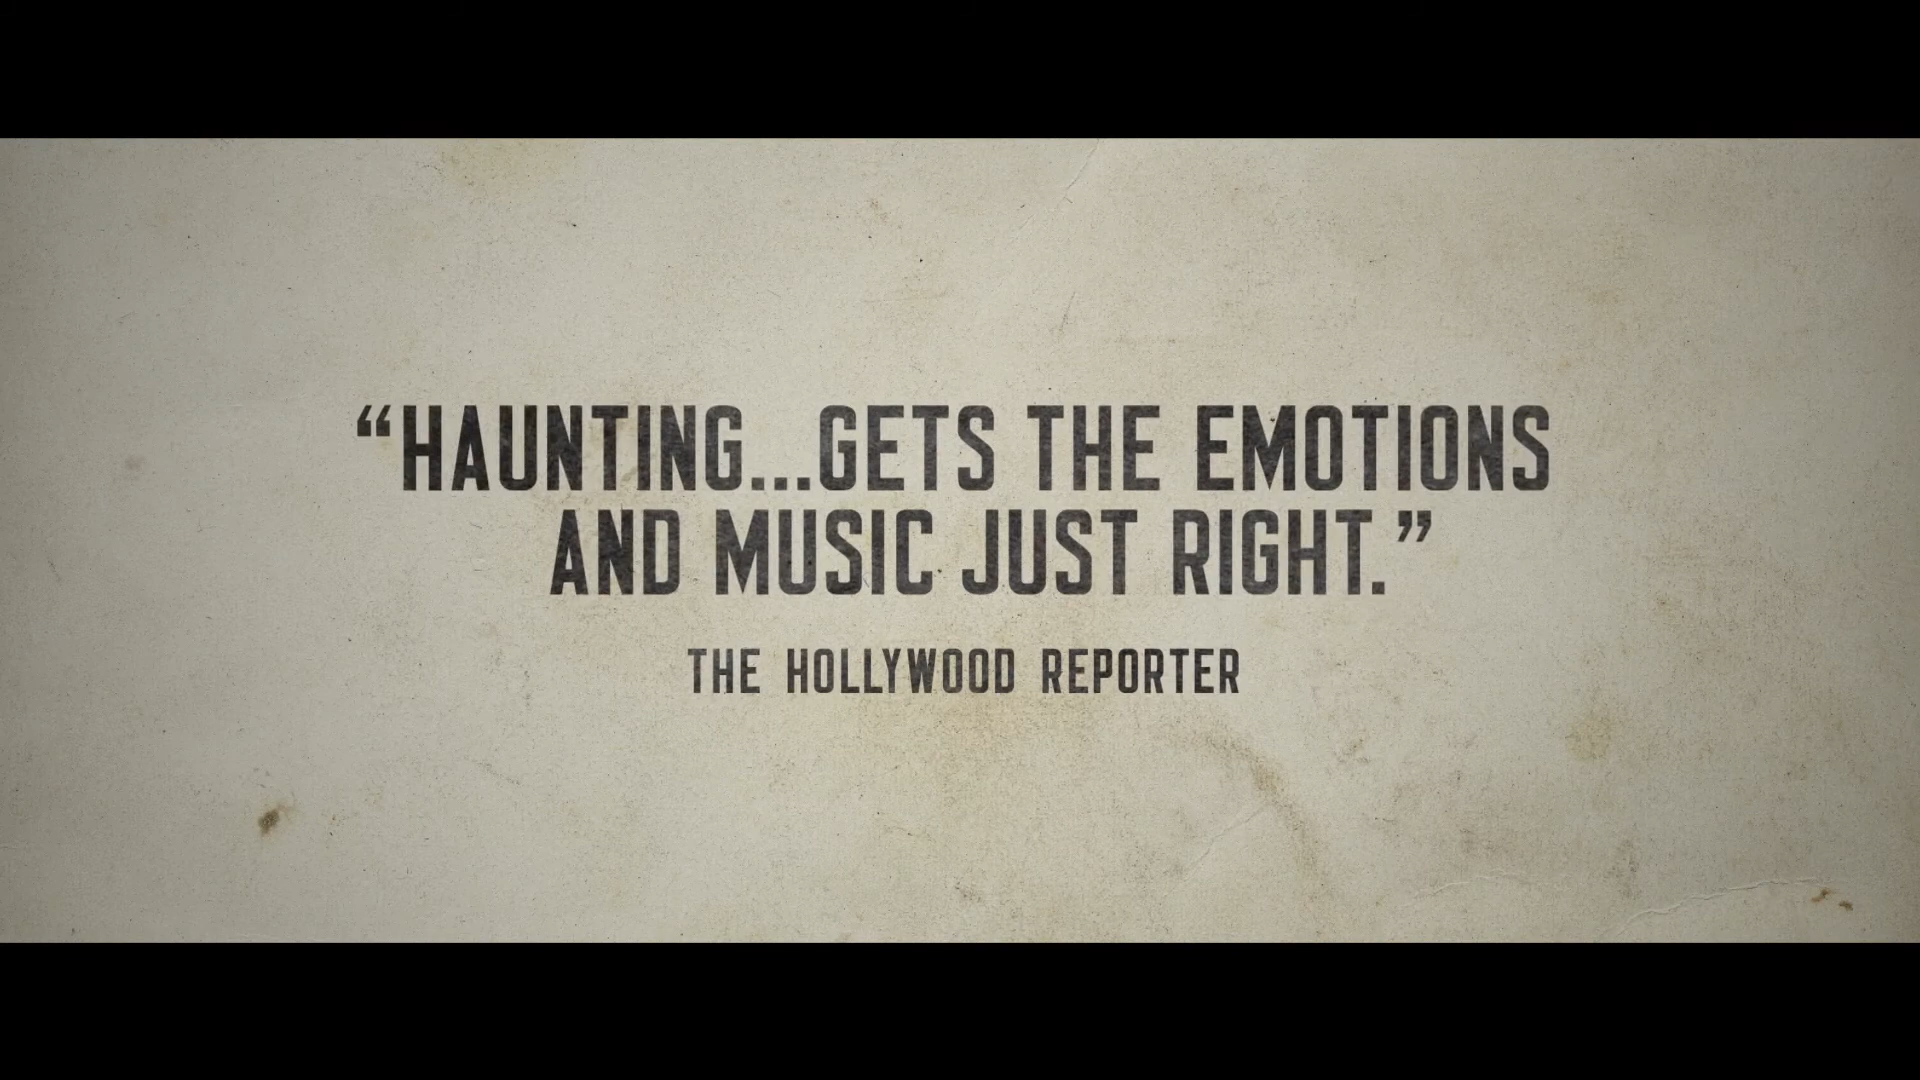 “HAUNTING...GETS THE EMOTIONS
AND MUSIC JUST RIGHT.”
THE HOLLYWOOD REPORTER